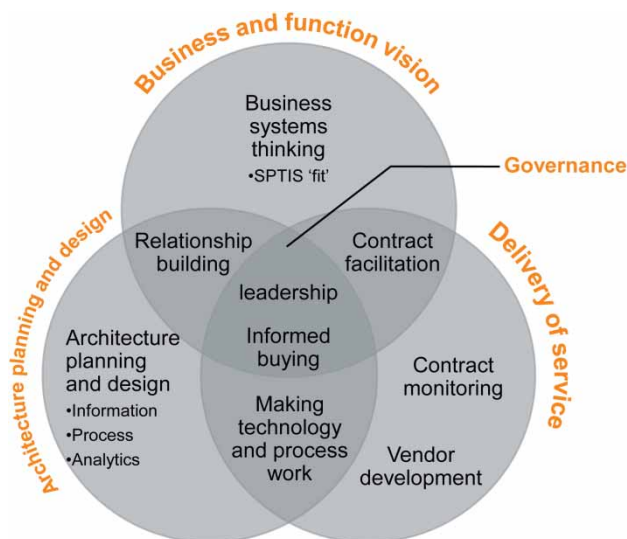 Business and function vision
Business
systems
thinking
•SPTIS ‘fit’
Governance
Architecture planning and design
Delivery of service
Relationship
building
Contract
facilitation
leadership
Informed
buying
Architecture
planning
and design
•Information
•Process
•Analytics
Contract
monitoring
Making
technology
and process
work
Vendor
development